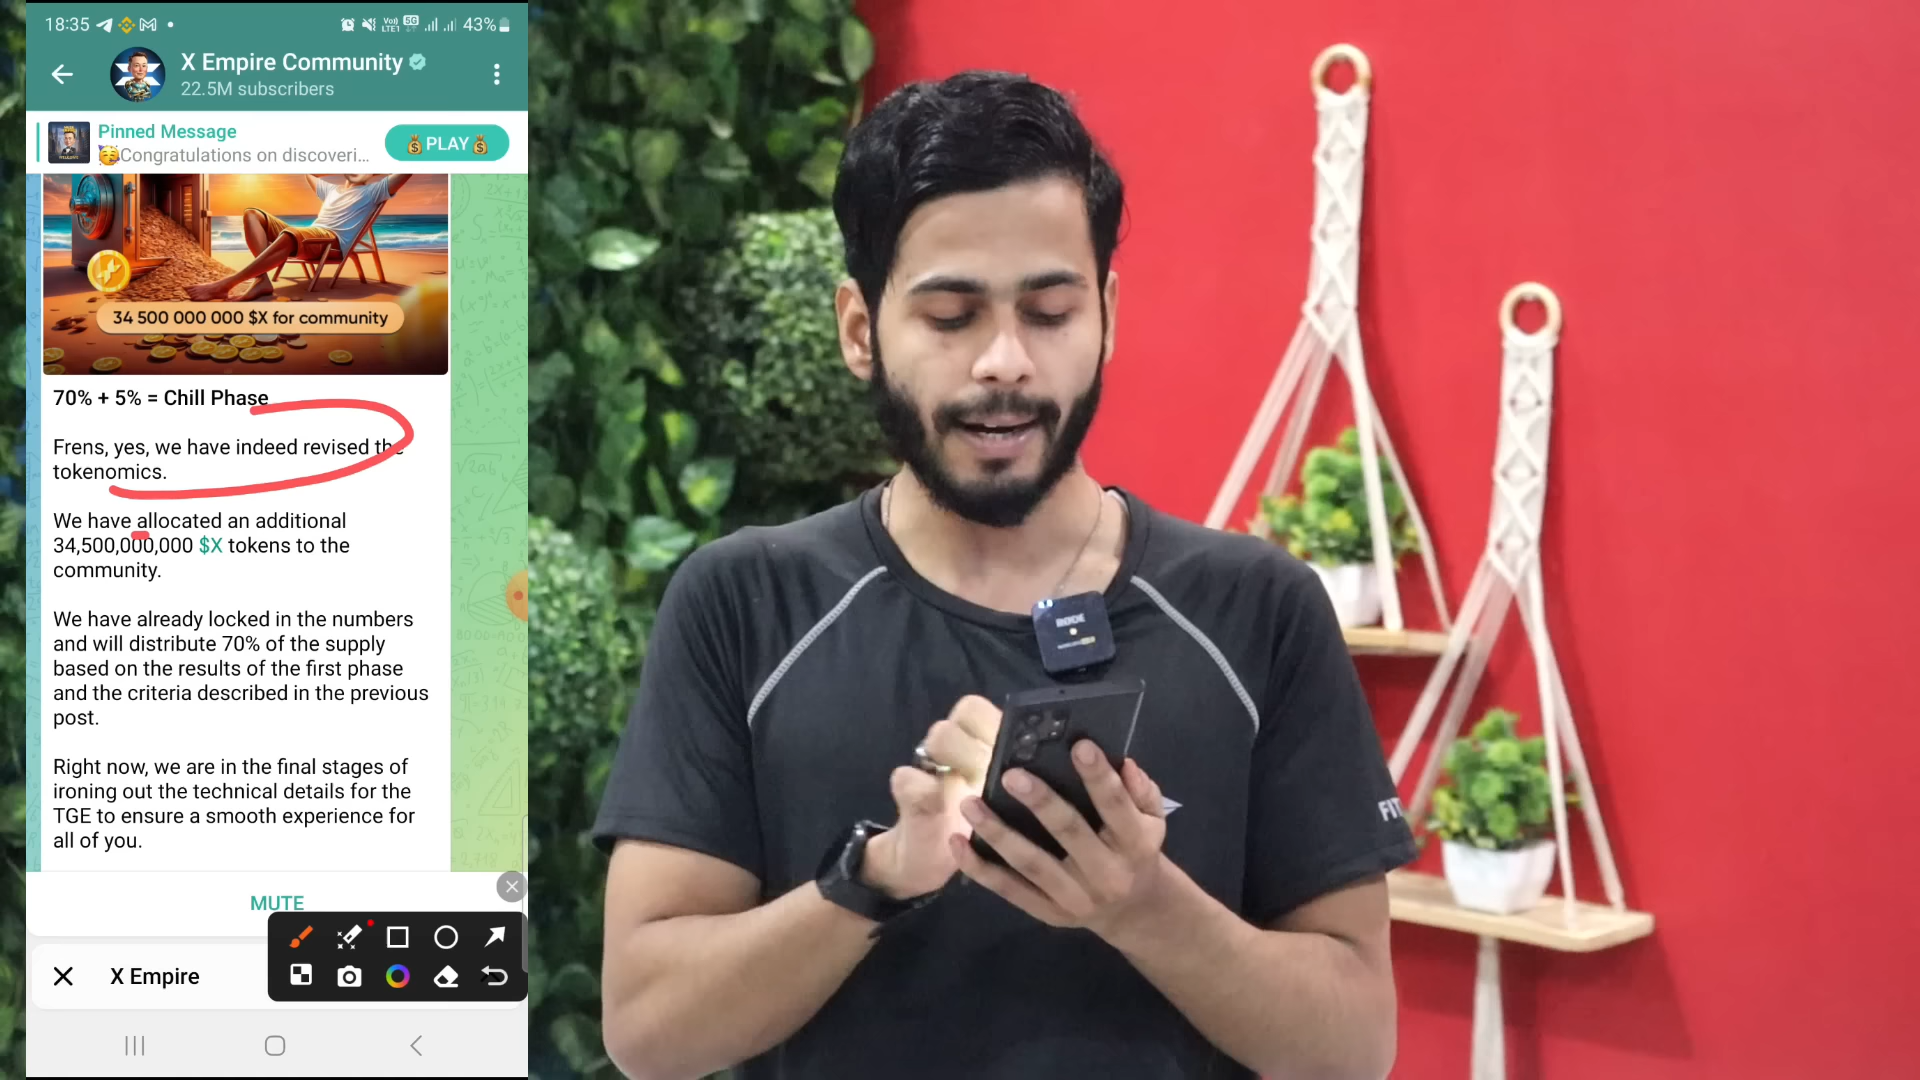 18:35
Vo) 5G
LTE1
43%
X Empire Community
22.5M subscribers
Pinned Message
🥳Congratulations on discoveri...
💰PLAY💰
34 500 000 000 $X for community
70% + 5% = Chill Phase
Frens, yes, we have indeed revised the
tokenomics.
We have allocated an additional
34,500,000,000 $X tokens to the
community.
We have already locked in the numbers
and will distribute 70% of the supply
based on the results of the first phase
and the criteria described in the previous
post.
Right now, we are in the final stages of
ironing out the technical details for the
TGE to ensure a smooth experience for
all of you.
MUTE
X Empire
RODE
FIT